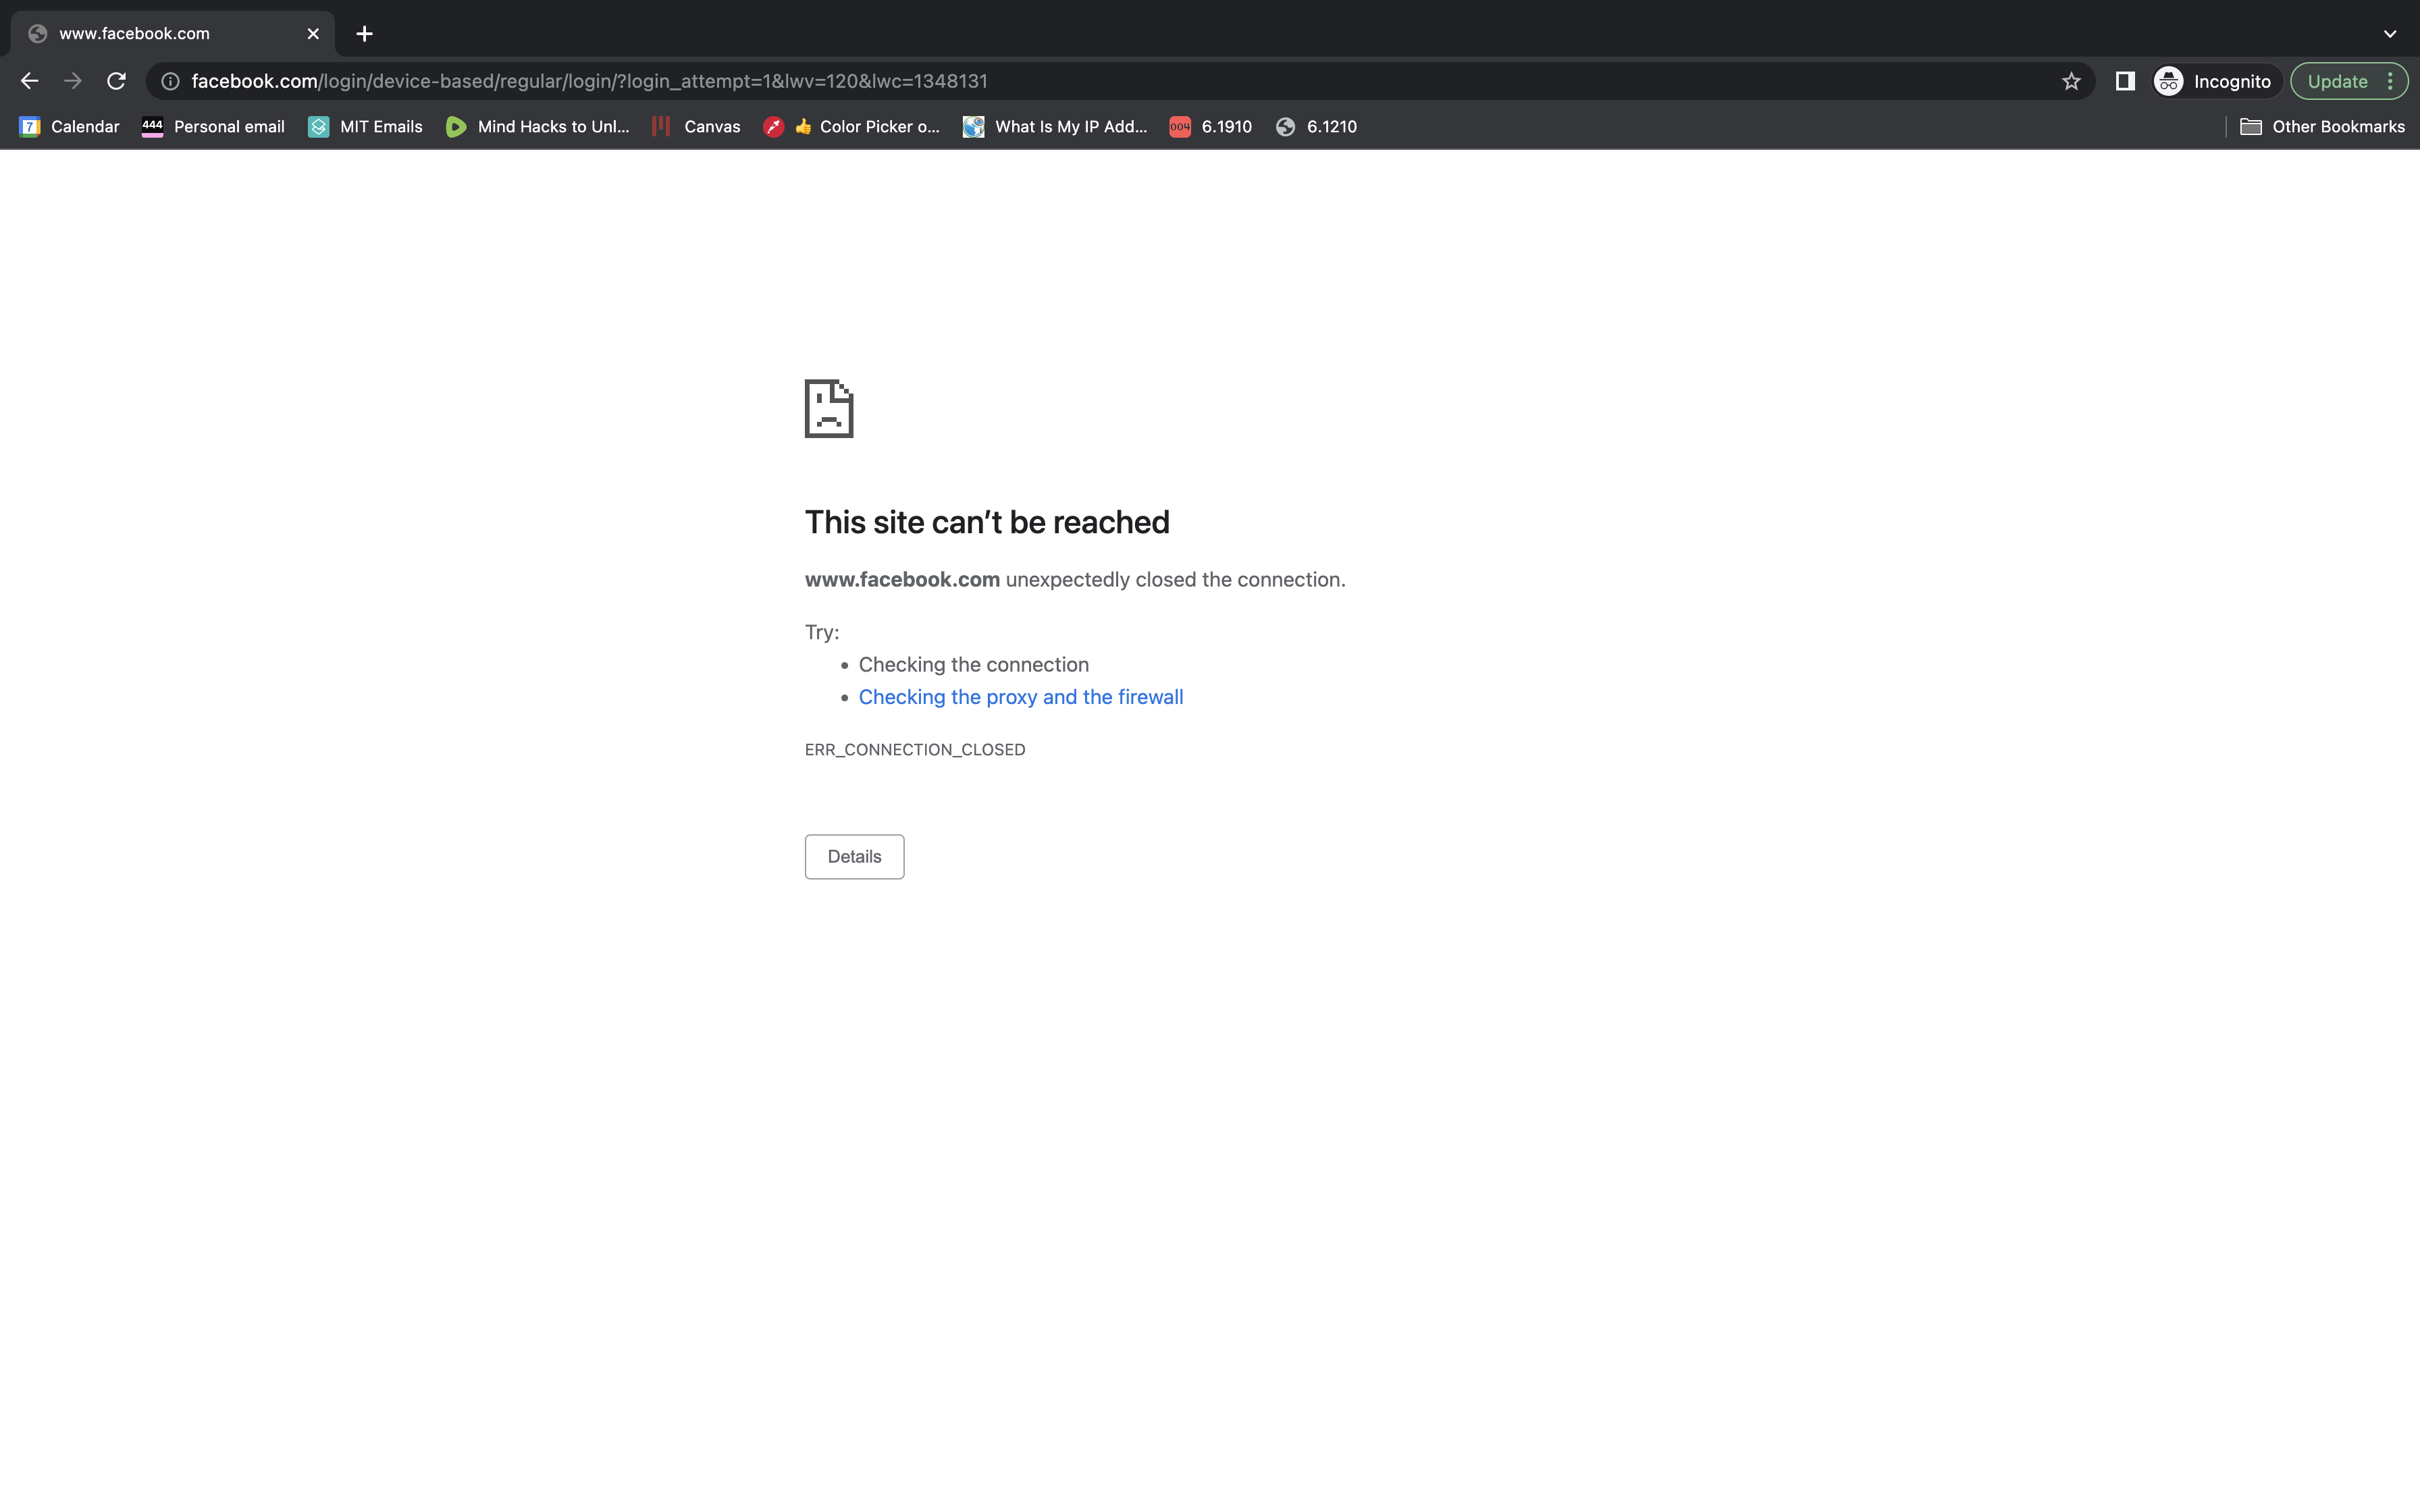 www.facebook.com
facebook.com/login/device-based/regular/login/?login_attempt=1&lwv=120&lwc=1348131
Incognito
Update
7 Calendar 444 Personal email MIT Emails Mind Hacks to Unl... Canvas 👍 Color Picker o... What Is My IP Add... 004 6.1910 6.1210 Other Bookmarks
This site can’t be reached
www.facebook.com unexpectedly closed the connection.
Try:
• Checking the connection
• Checking the proxy and the firewall
ERR_CONNECTION_CLOSED
Details